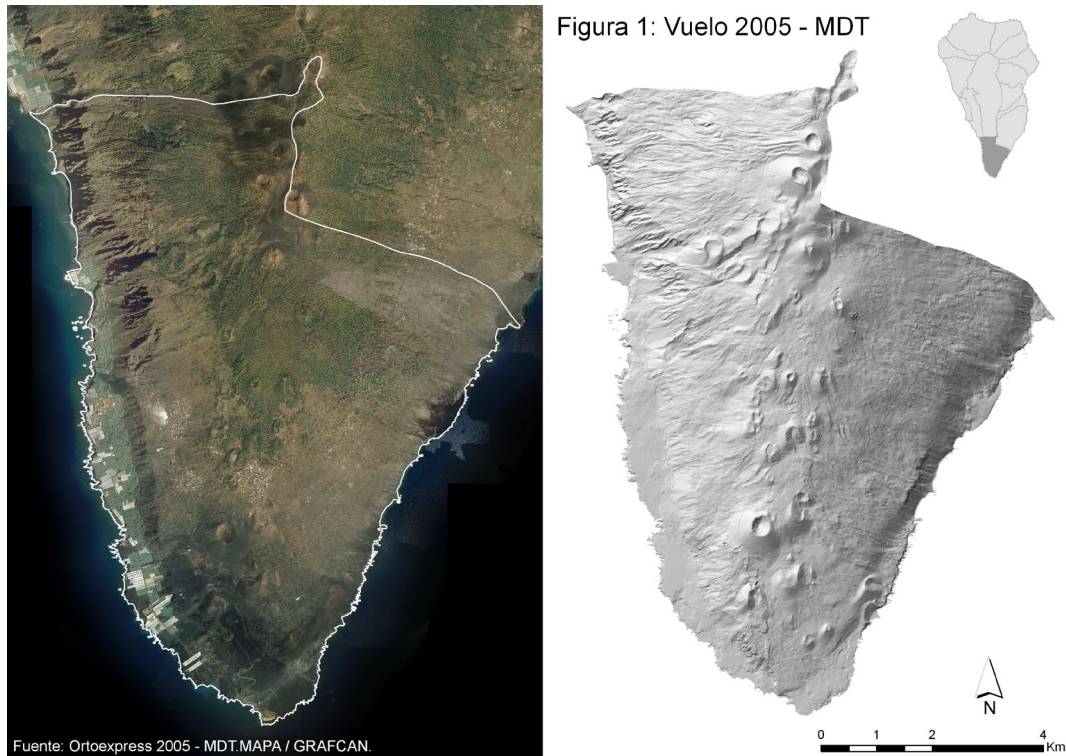 Figura 1: Vuelo 2005 - MDT
N
0 1 2 4
Km
Fuente: Ortoexpress 2005 - MDT.MAPA / GRAFCAN.